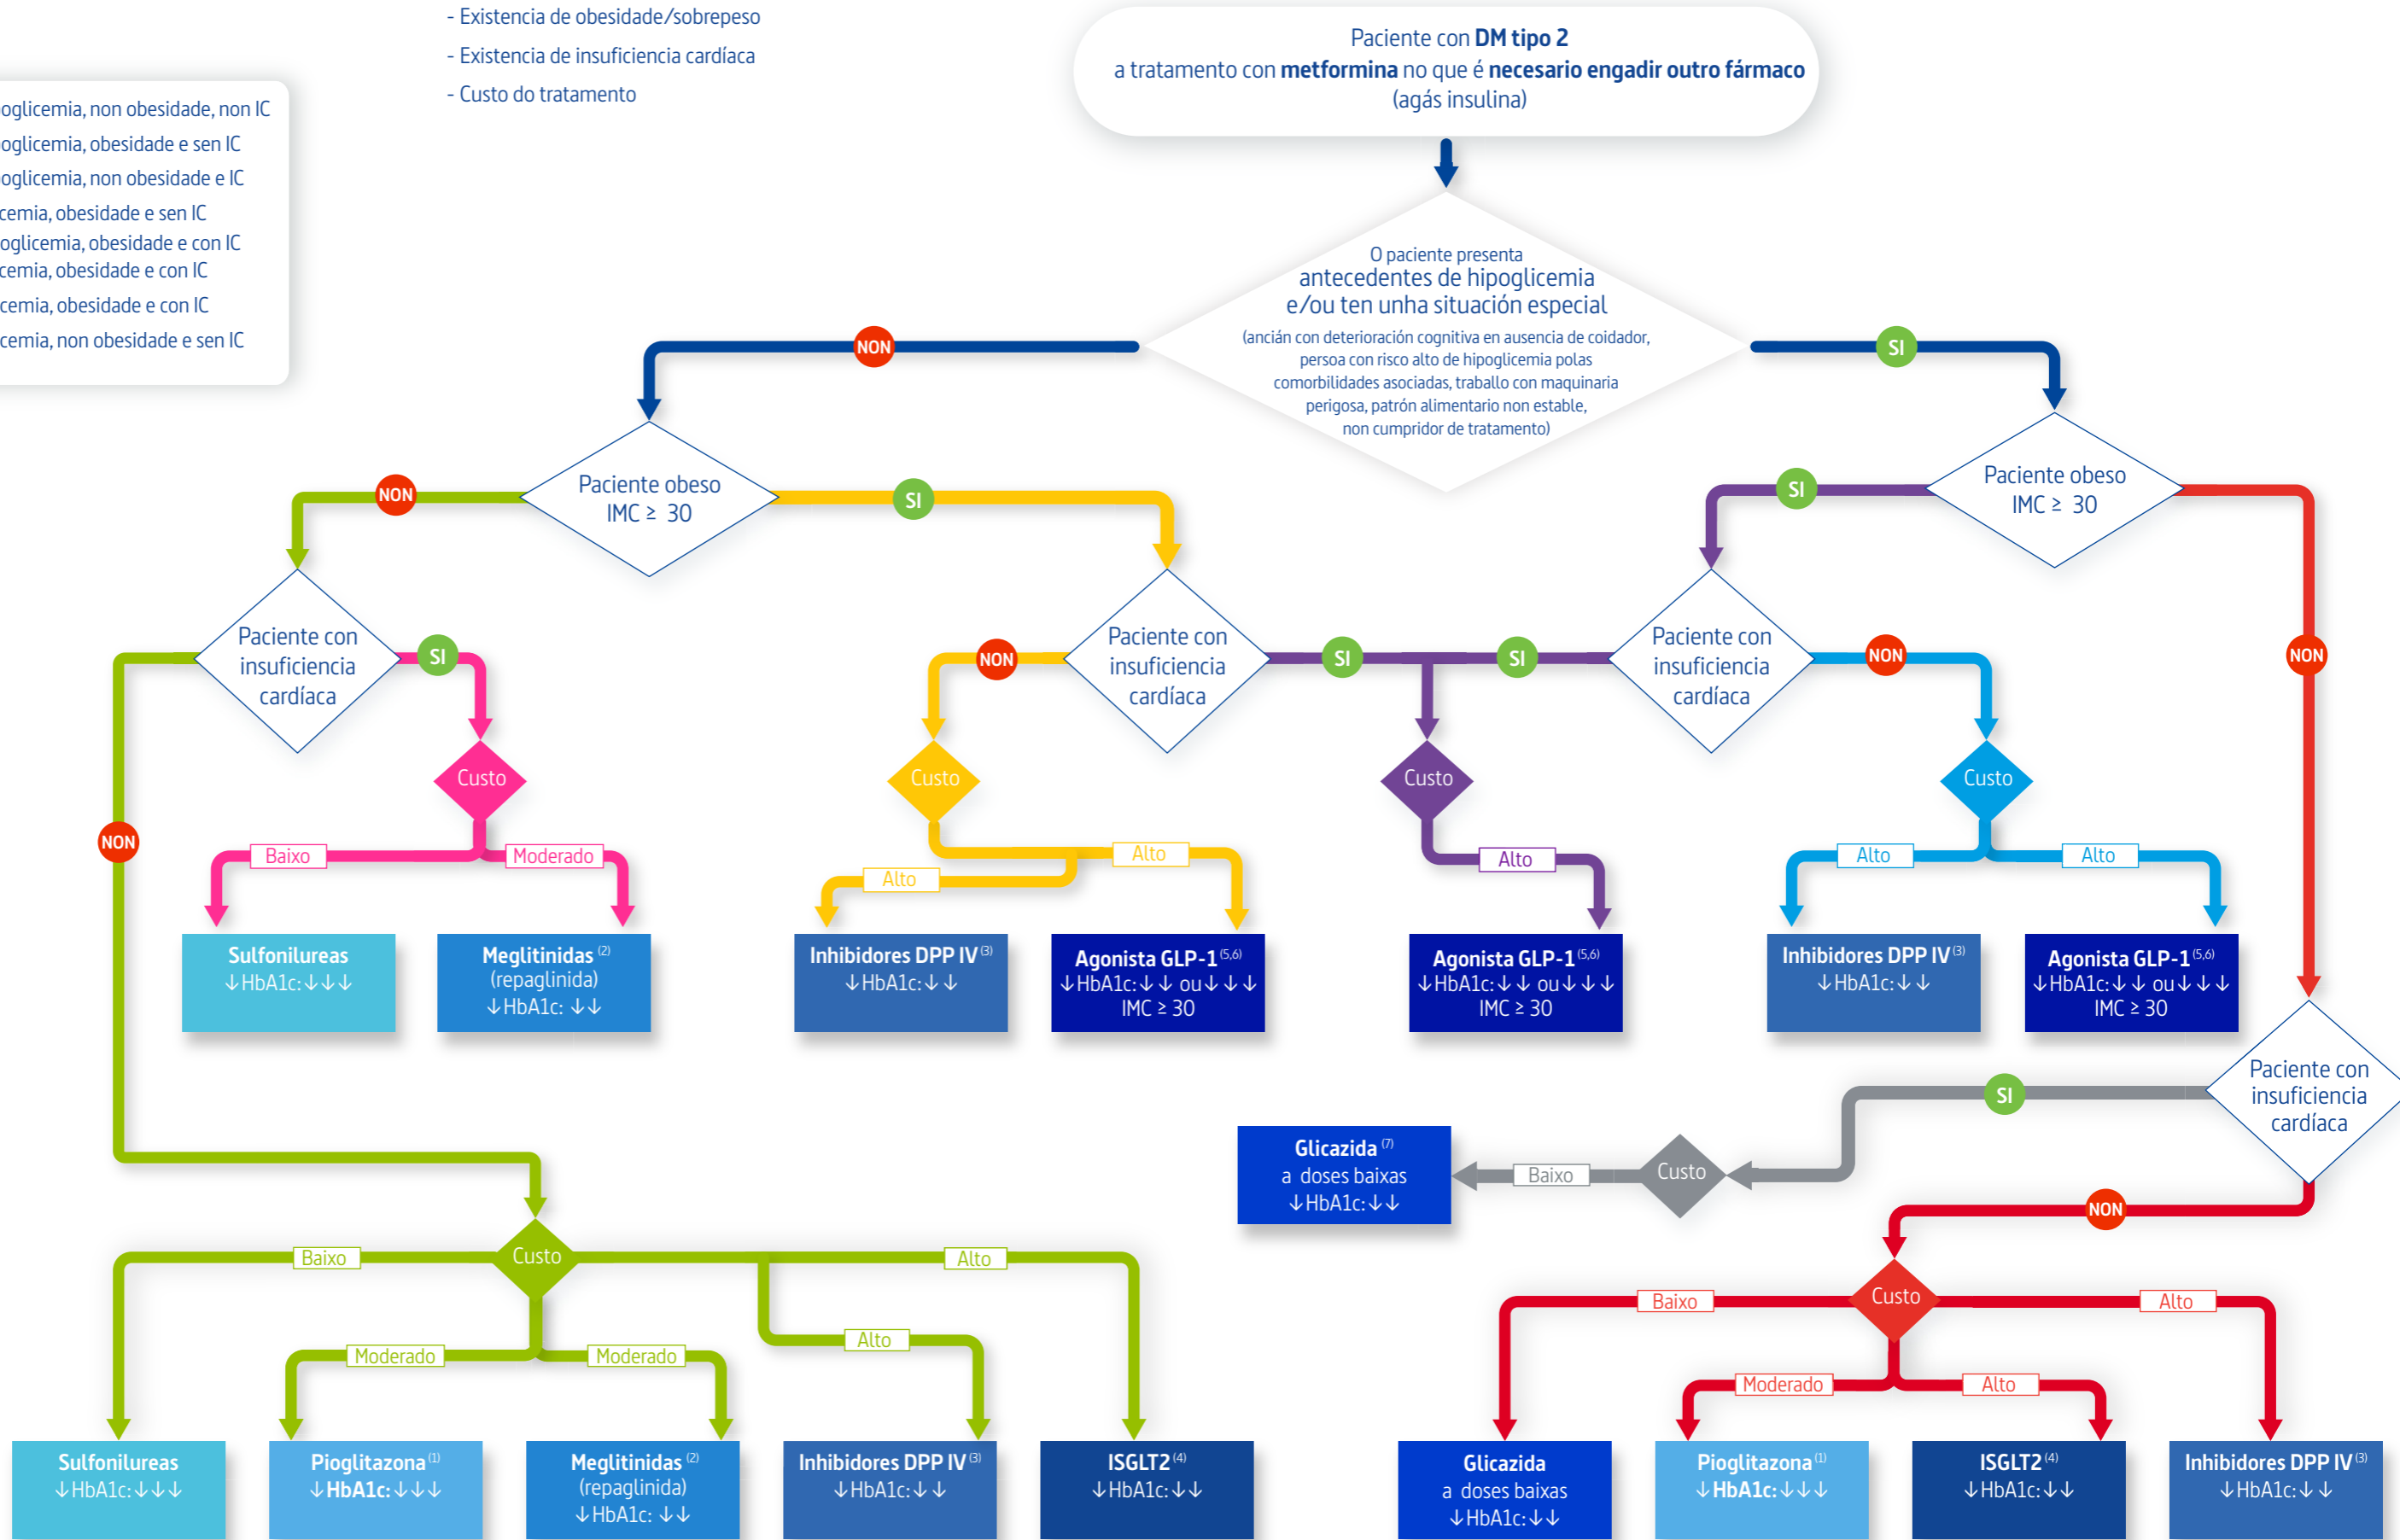 - Existencia de obesidade/sobrepeso
- Existencia de insuficiencia cardíaca
- Custo do tratamento
oglicemia, non obesidade, non IC
oglicemia, obesidade e sen IC
oglicemia, non obesidade e IC
cemia, obesidade e sen IC
oglicemia, obesidade e con IC
cemia, obesidade e con IC
cemia, obesidade e con IC
cemia, non obesidade e sen IC
Paciente con DM tipo 2
a tratamento con metformina no que é necesario engadir outro fármaco
(agás insulina)
O paciente presenta
antecedentes de hipoglicemia
e/ou ten unha situación especial
(ancián con deterioración cognitiva en ausencia de coidador,
persoa con risco alto de hipoglicemia polas
comorbilidades asociadas, traballo con maquinaria
perigosa, patrón alimentario non estable,
non cumpridor de tratamento)
NON
SI
Paciente obeso
IMC ≥ 30
NON
SI
Paciente obeso
IMC ≥ 30
SI
NON
Paciente con
insuficiencia
cardíaca
SI
NON
Paciente con
insuficiencia
cardíaca
NON
SI
Paciente con
insuficiencia
cardíaca
SI
NON
Custo
Baixo
Moderado
Custo
Alto
Alto
Custo
Alto
Custo
Alto
Alto
Sulfonilureas
↓HbA1c:↓↓↓
Meglitinidas (2)
(repaglinida)
↓HbA1c: ↓↓
Inhibidores DPP IV (3)
↓HbA1c:↓↓
Agonista GLP-1 (5,6)
↓HbA1c:↓↓ ou↓↓↓
IMC ≥ 30
Agonista GLP-1 (5,6)
↓HbA1c:↓↓ ou↓↓↓
IMC ≥ 30
Inhibidores DPP IV (3)
↓HbA1c:↓↓
Agonista GLP-1 (5,6)
↓HbA1c:↓↓ ou↓↓↓
IMC ≥ 30
Paciente con
insuficiencia
cardíaca
SI
NON
Custo
Baixo
Glicazida (7)
a doses baixas
↓HbA1c:↓↓
Custo
Baixo
Moderado
Moderado
Alto
Alto
Custo
Baixo
Moderado
Alto
Alto
Sulfonilureas
↓HbA1c:↓↓↓
Pioglitazona (1)
↓HbA1c:↓↓↓
Meglitinidas (2)
(repaglinida)
↓HbA1c: ↓↓
Inhibidores DPP IV (3)
↓HbA1c:↓↓
ISGLT2 (4)
↓HbA1c:↓↓
Glicazida
a doses baixas
↓HbA1c:↓↓
Pioglitazona (1)
↓HbA1c:↓↓↓
ISGLT2 (4)
↓HbA1c:↓↓
Inhibidores DPP IV (3)
↓HbA1c:↓↓